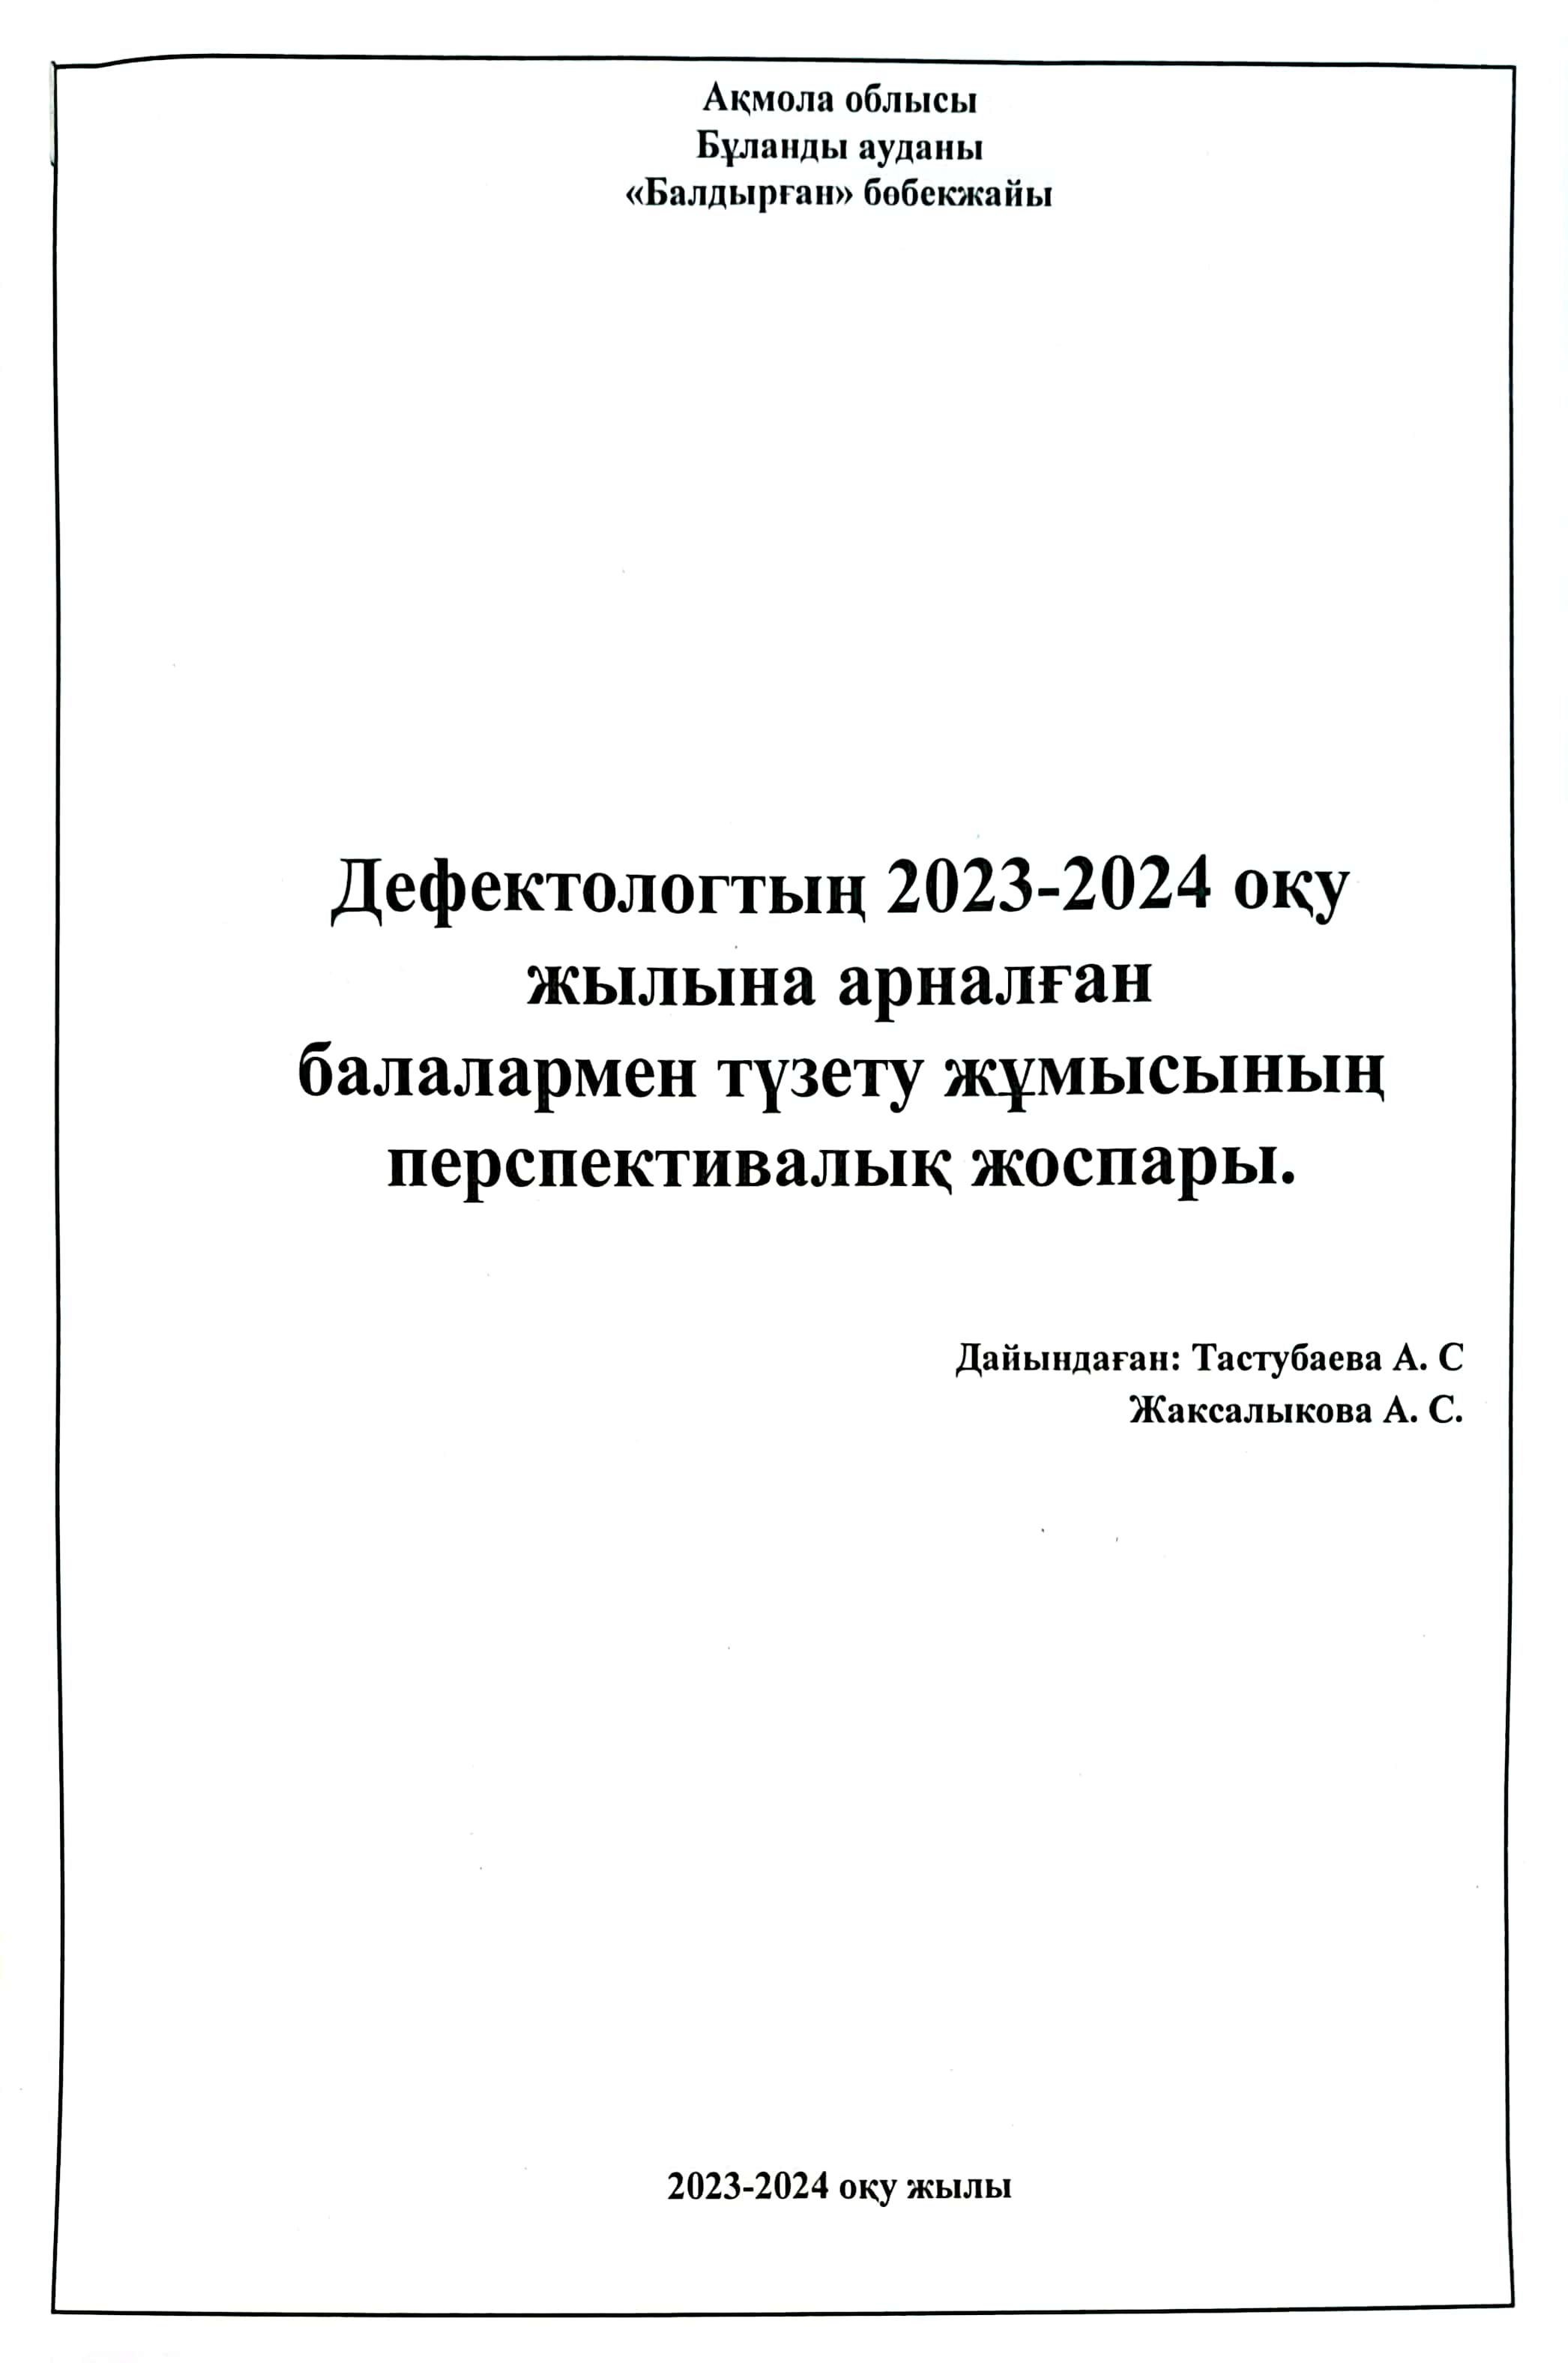 Ақмола облысы
Бұланды ауданы
«Балдырған» бөбекжайы
Дефектологтың 2023-2024 оқу
жылына арналған
балалармен түзету жұмысының
перспективалық жоспары.
Дайындаған: Тастубаева А. С
Жаксалыкова А. С.
2023-2024 оқу жылы